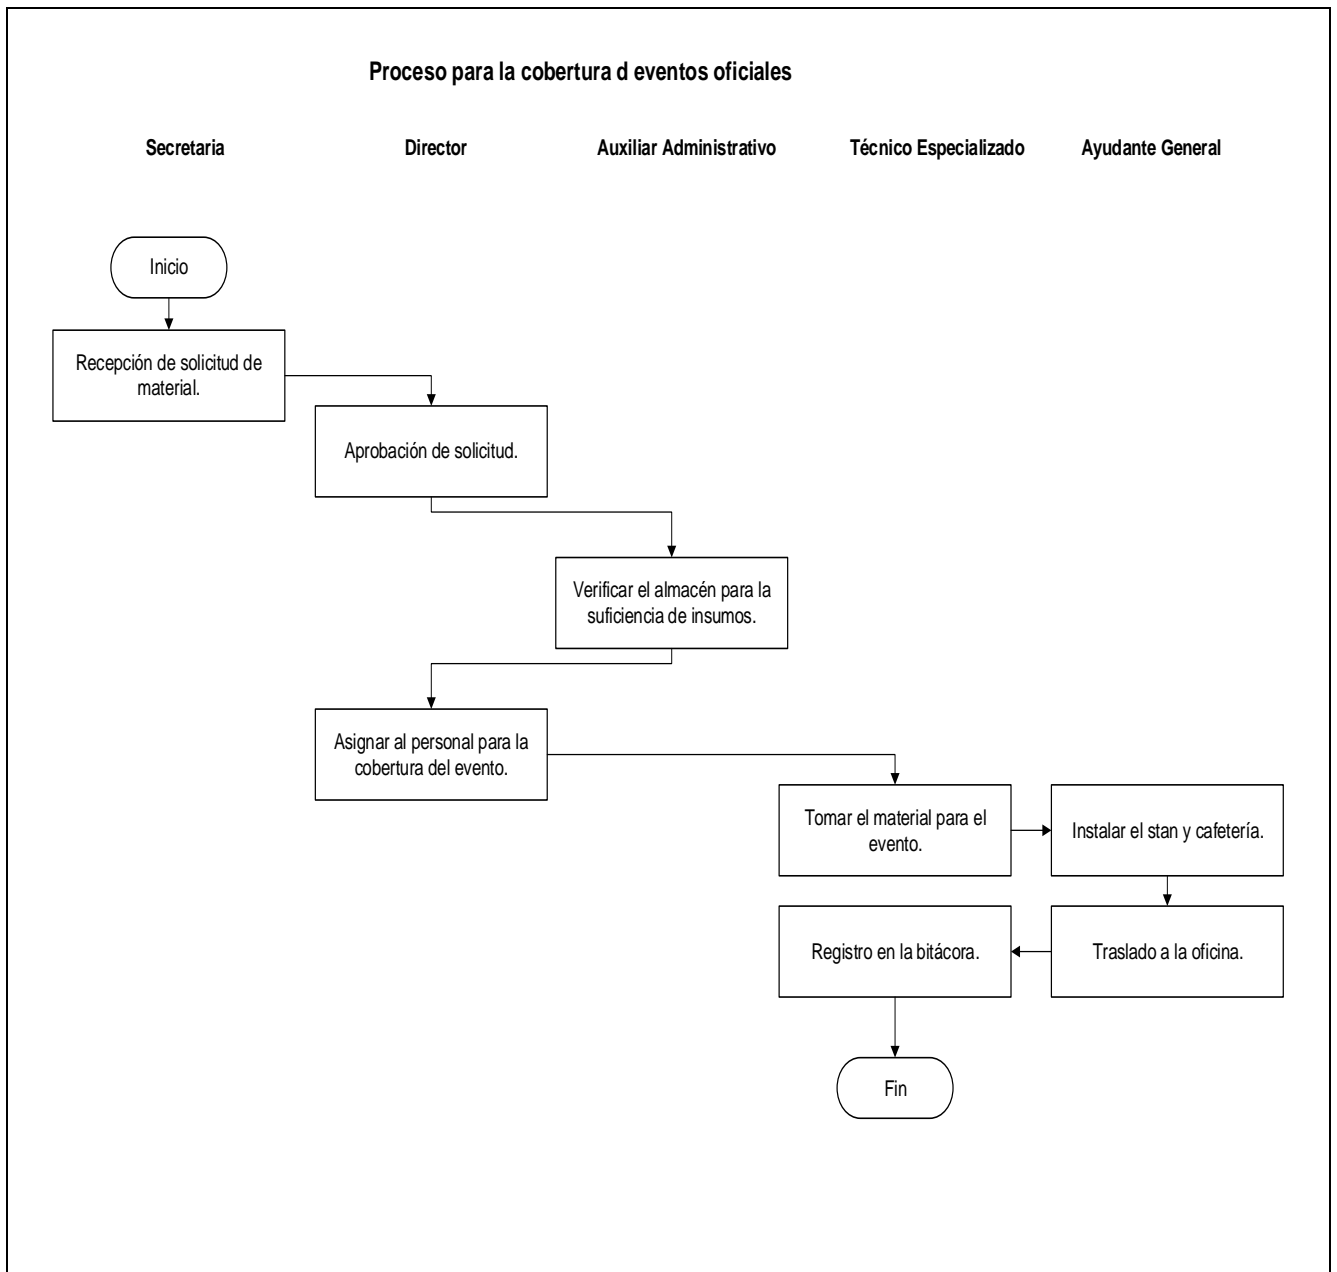 Proceso para la cobertura d eventos oficiales
Secretaria
Director
Auxiliar Administrativo
Técnico Especializado
Ayudante General
Inicio
Recepción de solicitud de
material.
Aprobación de solicitud.
Verificar el almacén para la
suficiencia de insumos.
Asignar al personal para la
cobertura del evento.
Tomar el material para el
evento.
Instalar el stan y cafetería.
Traslado a la oficina.
Registro en la bitácora.
Fin